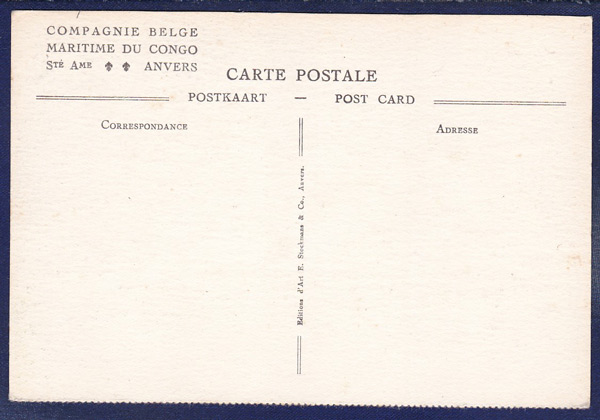 COMPAGNIE BELGE
MARITIME DU CONGO
STÉ AME ANVERS
CARTE POSTALE
POSTKAART — POST CARD
CORRESPONDANCE
ADRESSE
Editions d'Art E. Stockmans & Co., Anvers.